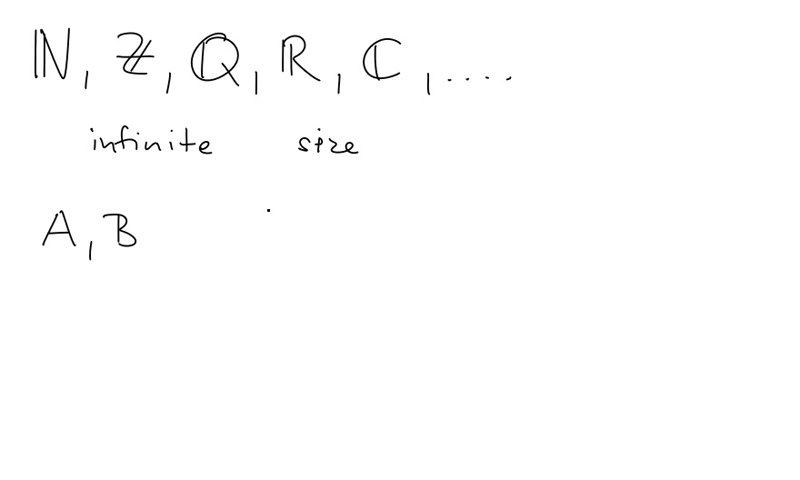 ℕ, ℤ, ℚ, ℝ, ℂ, ....
infinite size
A, B